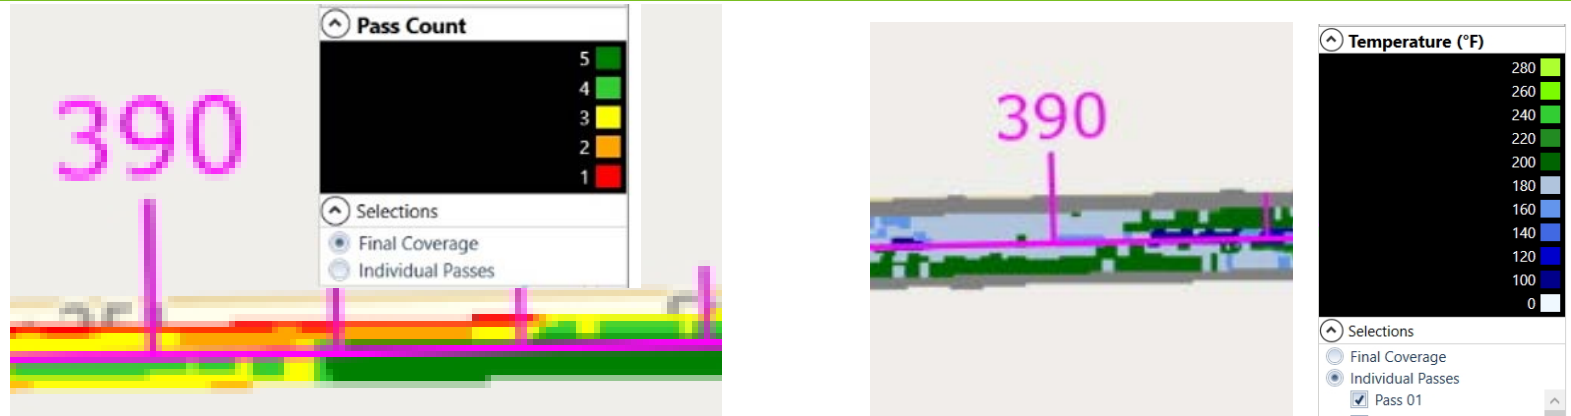 Pass Count
5
4
3
2
1
Selections
Final Coverage
Individual Passes
390
390
Temperature (°F)
280
260
240
220
200
180
160
140
120
100
0
Selections
Final Coverage
Individual Passes
Pass 01